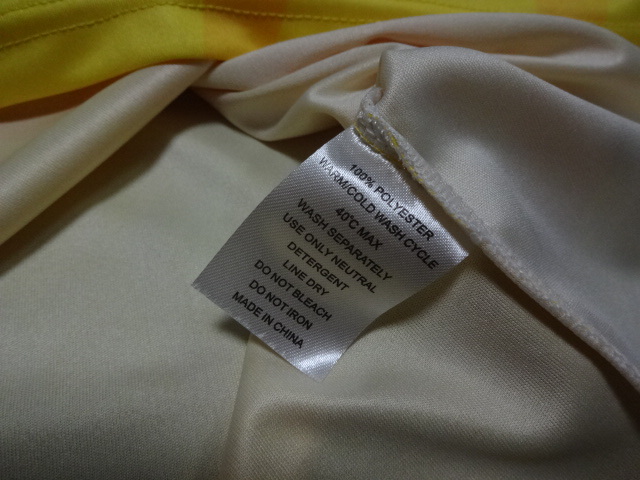 100% POLYESTER
WARM/COLD WASH CYCLE
40°C MAX
WASH SEPARATELY
USE ONLY NEUTRAL
DETERGENT
LINE DRY
DO NOT BLEACH
DO NOT IRON
MADE IN CHINA